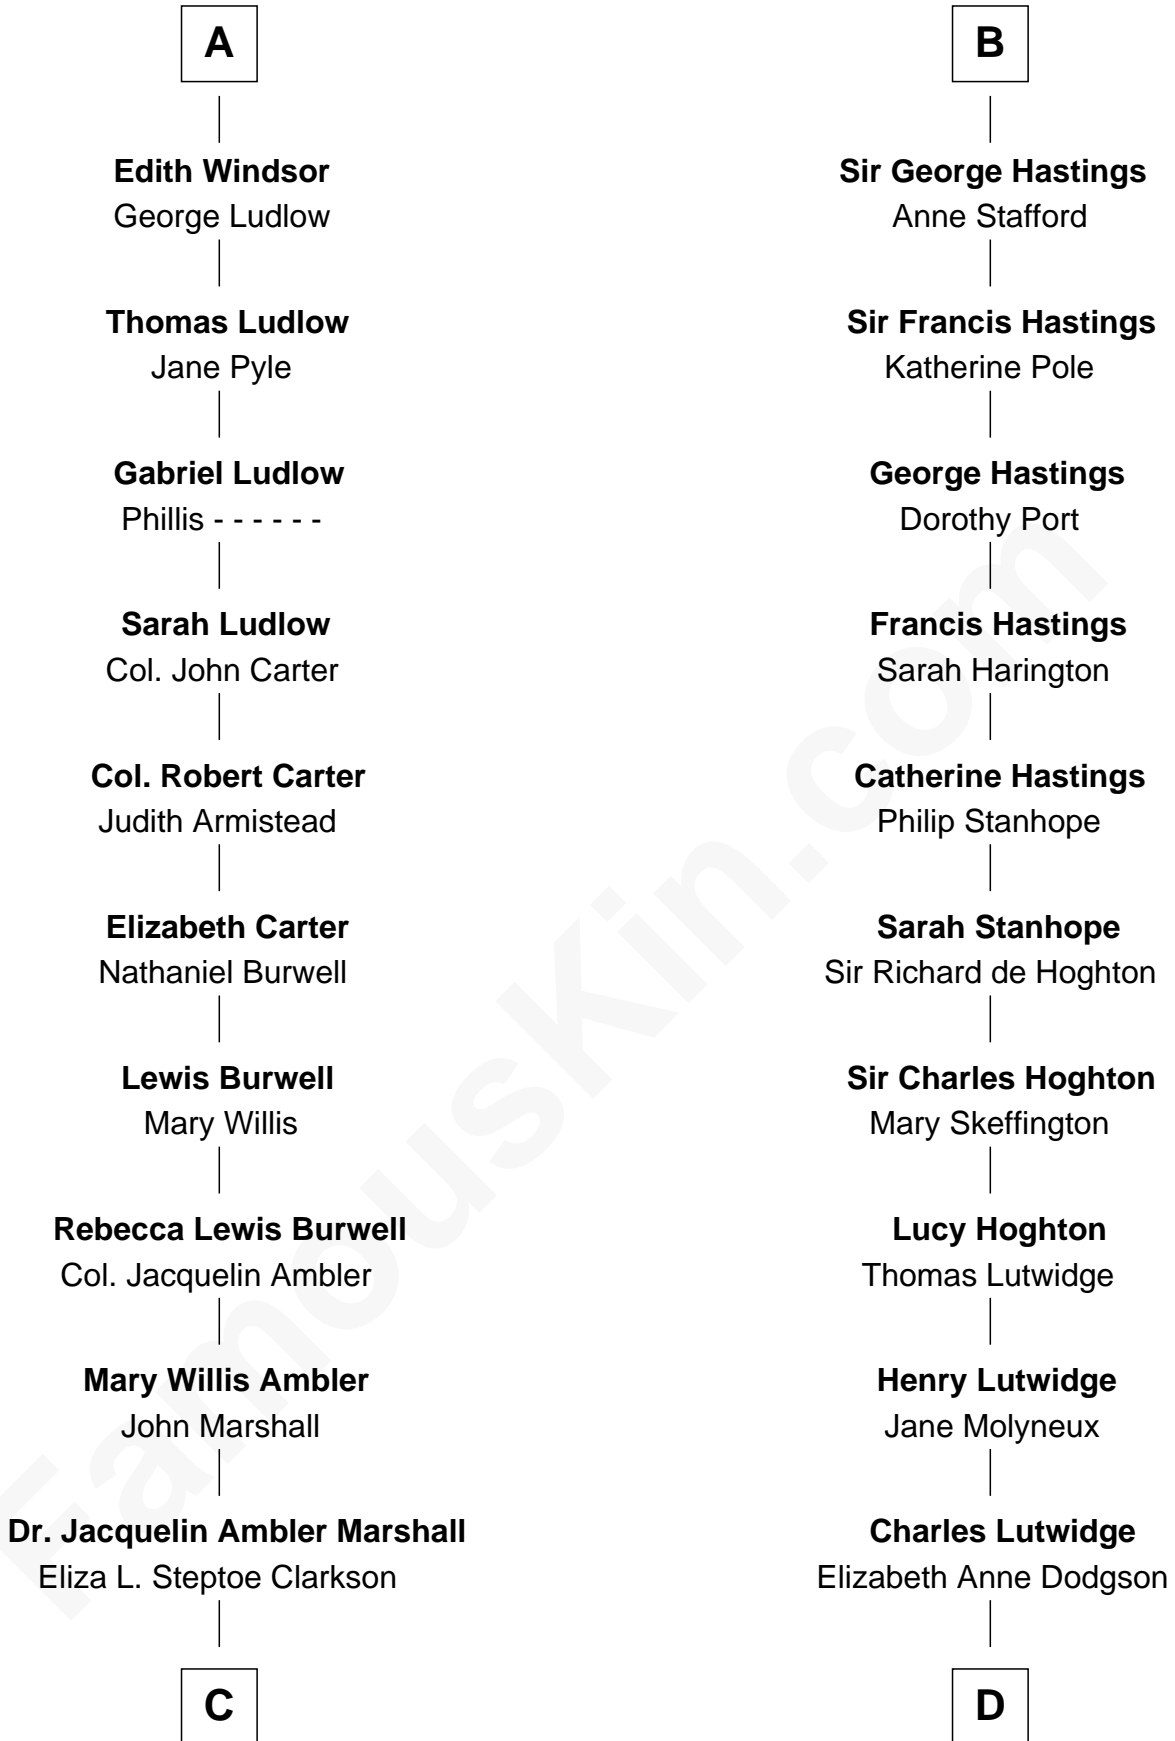 A
Edith Windsor
George Ludlow
Thomas Ludlow
Jane Pyle
Gabriel Ludlow
Phillis - - - - - -
Sarah Ludlow
Col. John Carter
Col. Robert Carter
Judith Armistead
Elizabeth Carter
Nathaniel Burwell
Lewis Burwell
Mary Willis
Rebecca Lewis Burwell
Col. Jacquelin Ambler
Mary Willis Ambler
John Marshall
Dr. Jacquelin Ambler Marshall
Eliza L. Steptoe Clarkson
C
B
Sir George Hastings
Anne Stafford
Sir Francis Hastings
Katherine Pole
George Hastings
Dorothy Port
Francis Hastings
Sarah Harington
Catherine Hastings
Philip Stanhope
Sarah Stanhope
Sir Richard de Hoghton
Sir Charles Hoghton
Mary Skeffington
Lucy Hoghton
Thomas Lutwidge
Henry Lutwidge
Jane Molyneux
Charles Lutwidge
Elizabeth Anne Dodgson
D
FamousKin.com